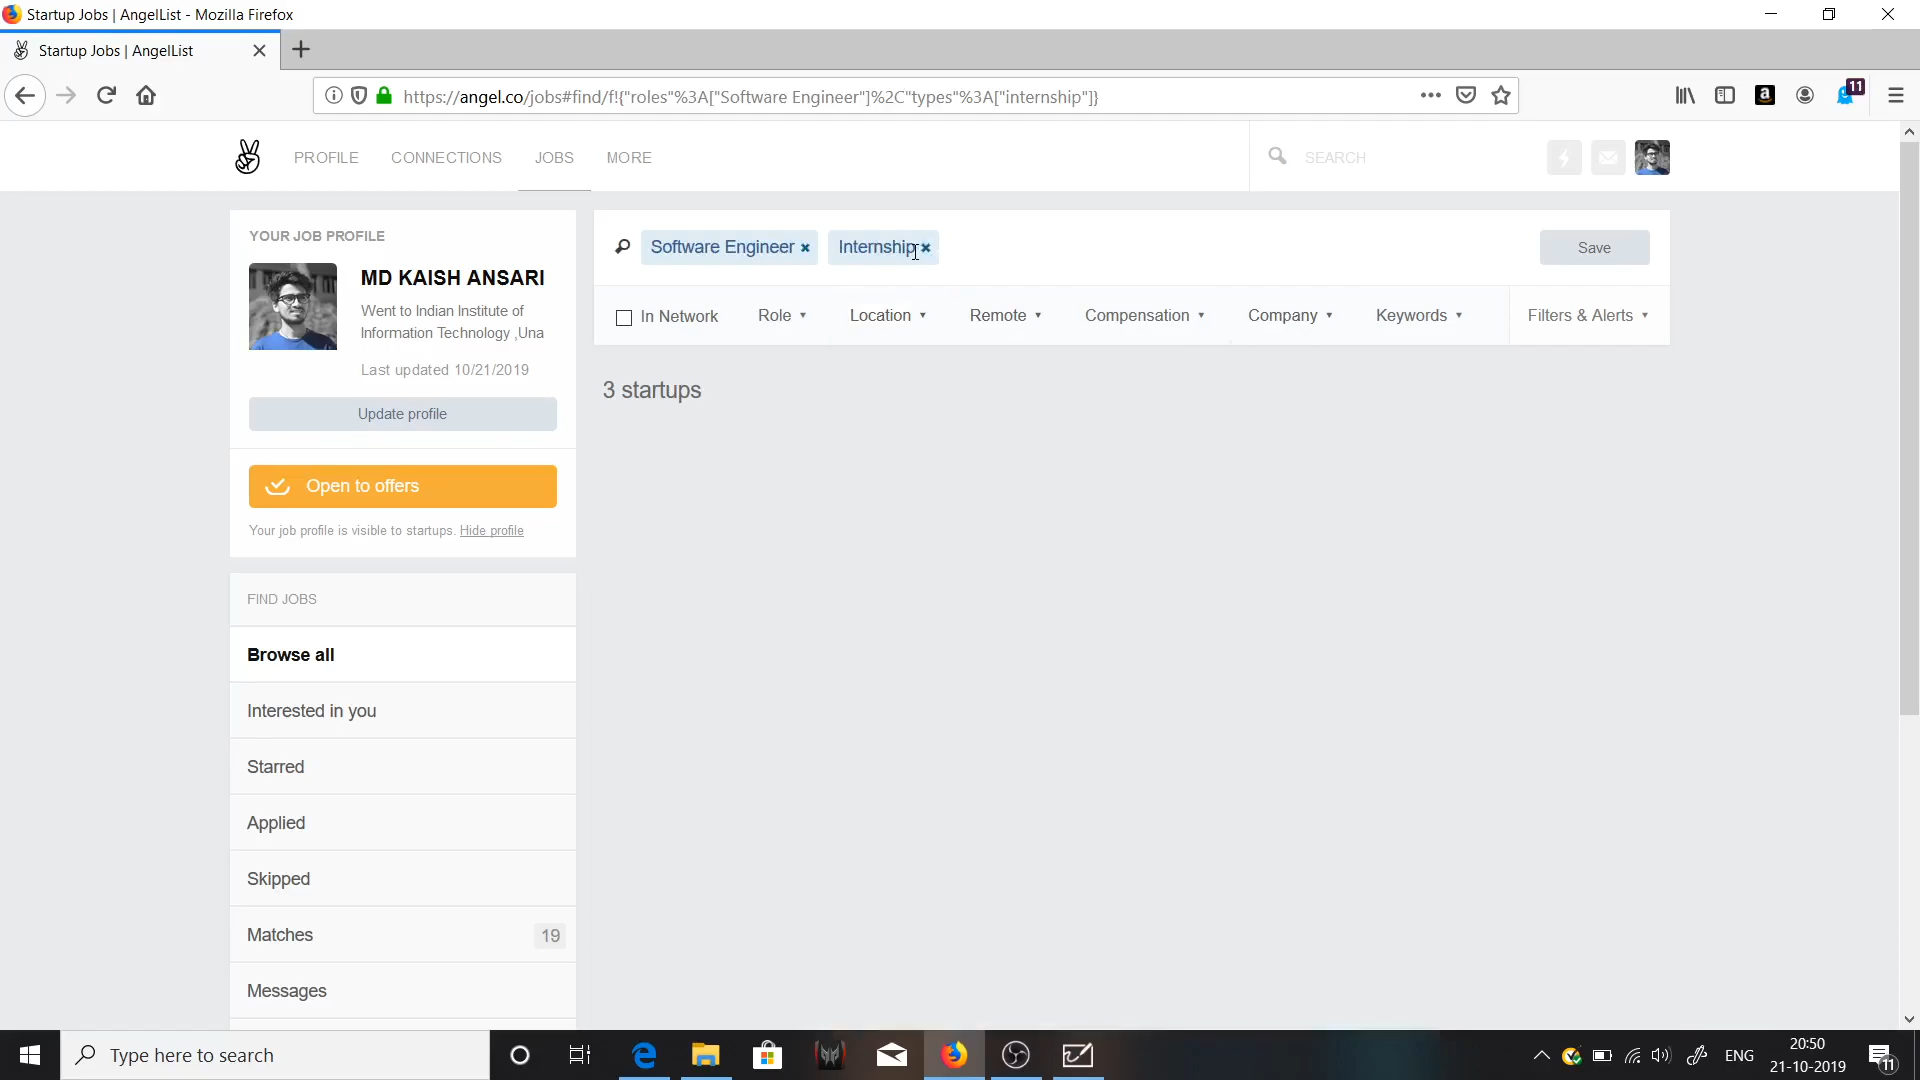 Startup Jobs | AngelList - Mozilla Firefox
Startup Jobs | AngelList
https://angel.co/jobs#find/f!{"roles"%3A["Software Engineer"]%2C"types"%3A["internship"]}
11
PROFILE CONNECTIONS JOBS MORE SEARCH
YOUR JOB PROFILE
MD KAISH ANSARI
Went to Indian Institute of
Information Technology ,Una
Last updated 10/21/2019
Update profile
Open to offers
Your job profile is visible to startups. Hide profile
FIND JOBS
Browse all
Interested in you
Starred
Applied
Skipped
Matches 19
Messages
Software Engineer × Internship ×
Save
In Network Role Location Remote Compensation Company Keywords Filters & Alerts
3 startups
Type here to search
ENG
20:50
21-10-2019
11